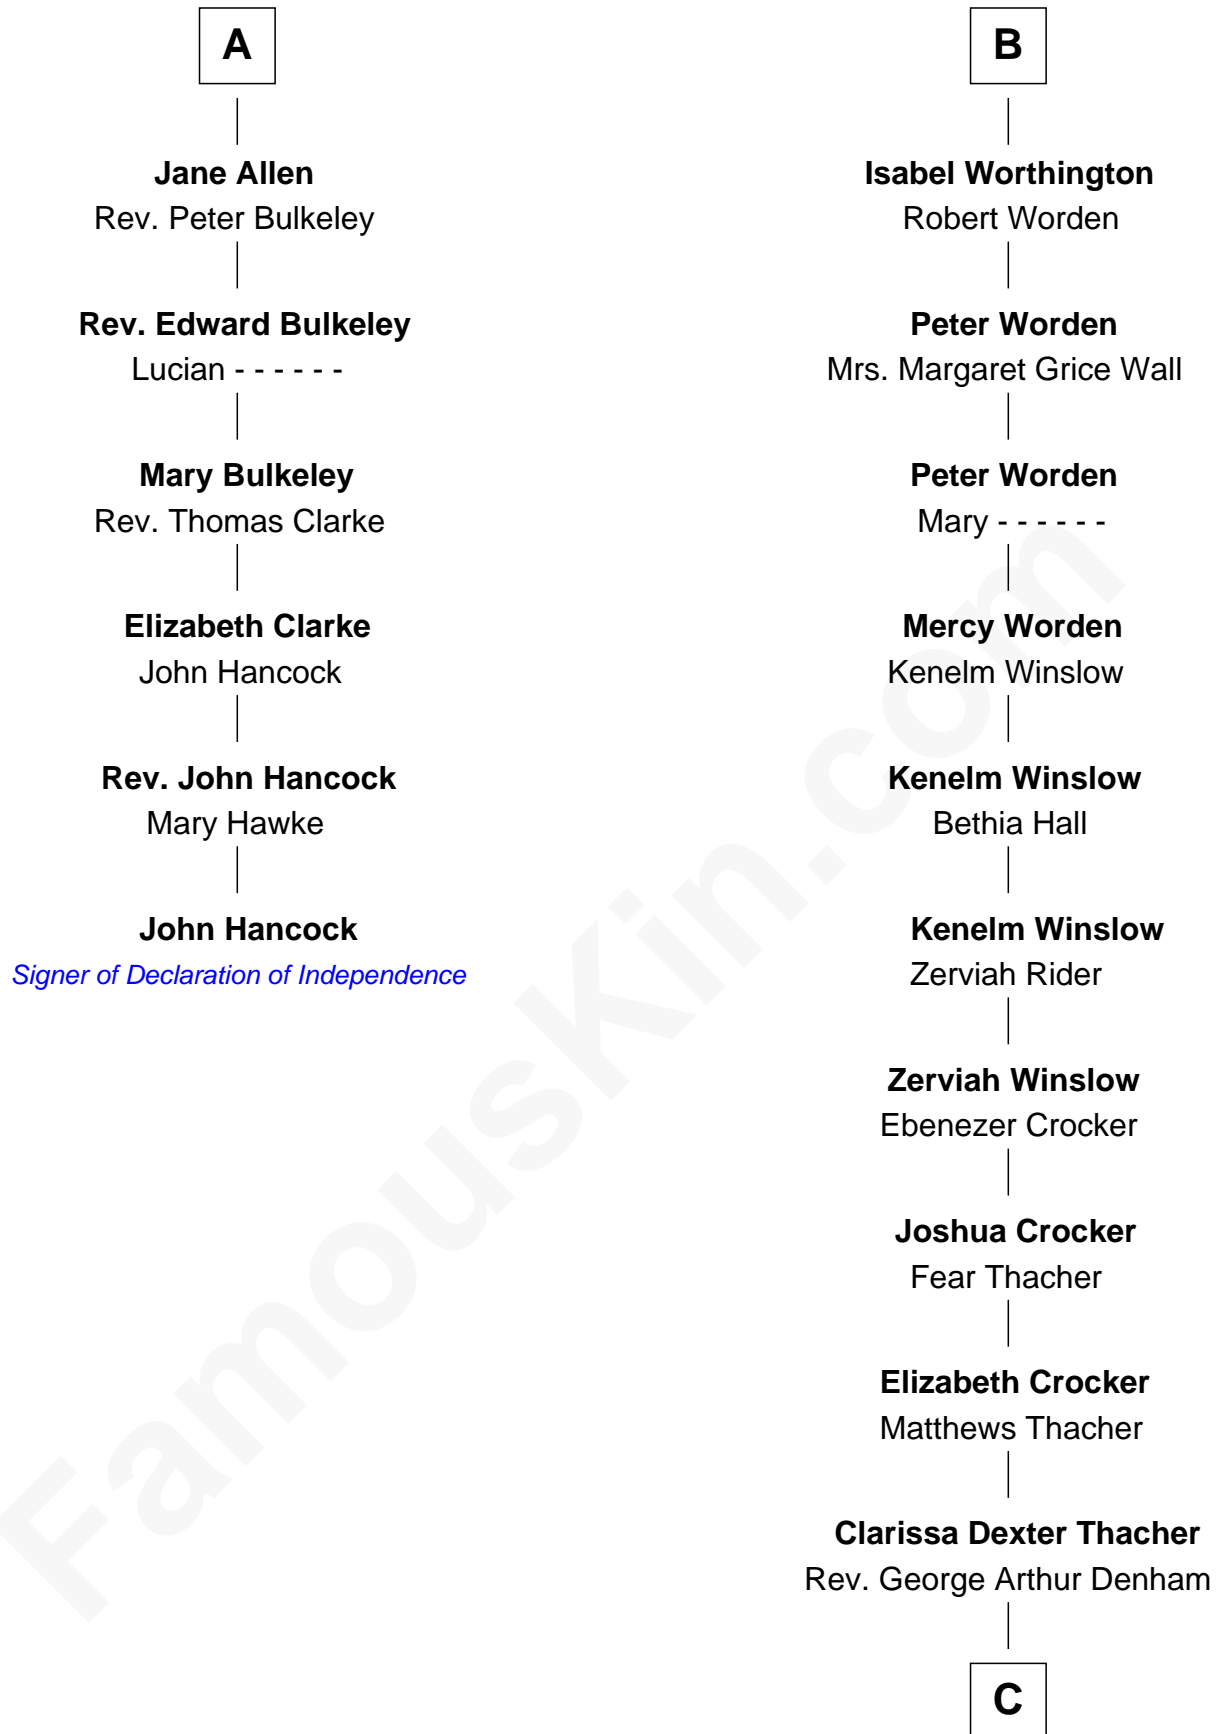 A
Jane Allen
Rev. Peter Bulkeley
Rev. Edward Bulkeley
Lucian - - - - - -
Mary Bulkeley
Rev. Thomas Clarke
Elizabeth Clarke
John Hancock
Rev. John Hancock
Mary Hawke
John Hancock
Signer of Declaration of Independence
B
Isabel Worthington
Robert Worden
Peter Worden
Mrs. Margaret Grice Wall
Peter Worden
Mary - - - - - -
Mercy Worden
Kenelm Winslow
Kenelm Winslow
Bethia Hall
Kenelm Winslow
Zerviah Rider
Zerviah Winslow
Ebenezer Crocker
Joshua Crocker
Fear Thacher
Elizabeth Crocker
Matthews Thacher
Clarissa Dexter Thacher
Rev. George Arthur Denham
C
FamousKin.com